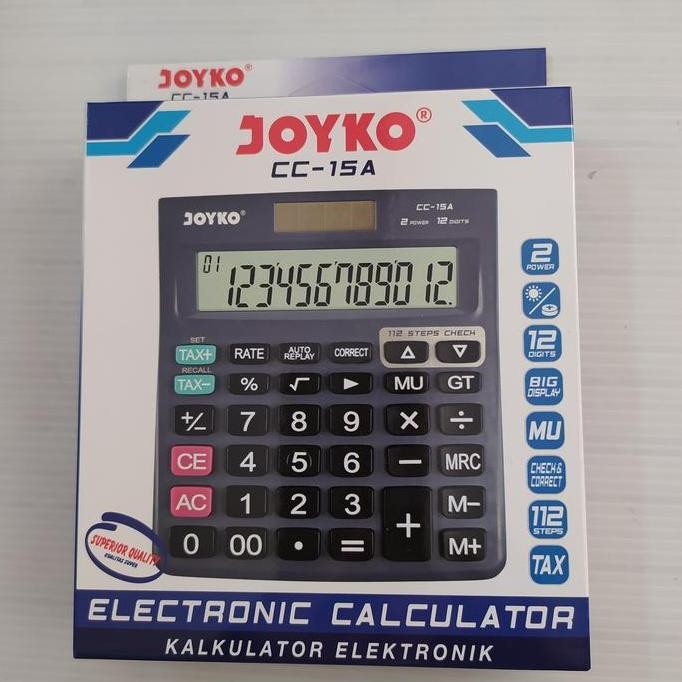 JOYKO®
CC-15A
JOYKO®
CC-15A
JOYKO®
CC-15A
2 POWER 12 DIGITS
01
123456789012.
112 STEPS CHECK
SET
TAX+ RATE AUTO REPLAY CORRECT △ ▽
RECALL
TAX− % √ ► MU GT
+/− 7 8 9 × ÷
CE 4 5 6 − MRC
AC 1 2 3 + M−
0 00 • = M+
2 POWER
12 DIGITS
BIG DISPLAY
MU
CHECK & CORRECT
112 STEPS
TAX
SUPERIOR QUALITY
KUALITAS SUPER
ELECTRONIC CALCULATOR
KALKULATOR ELEKTRONIK